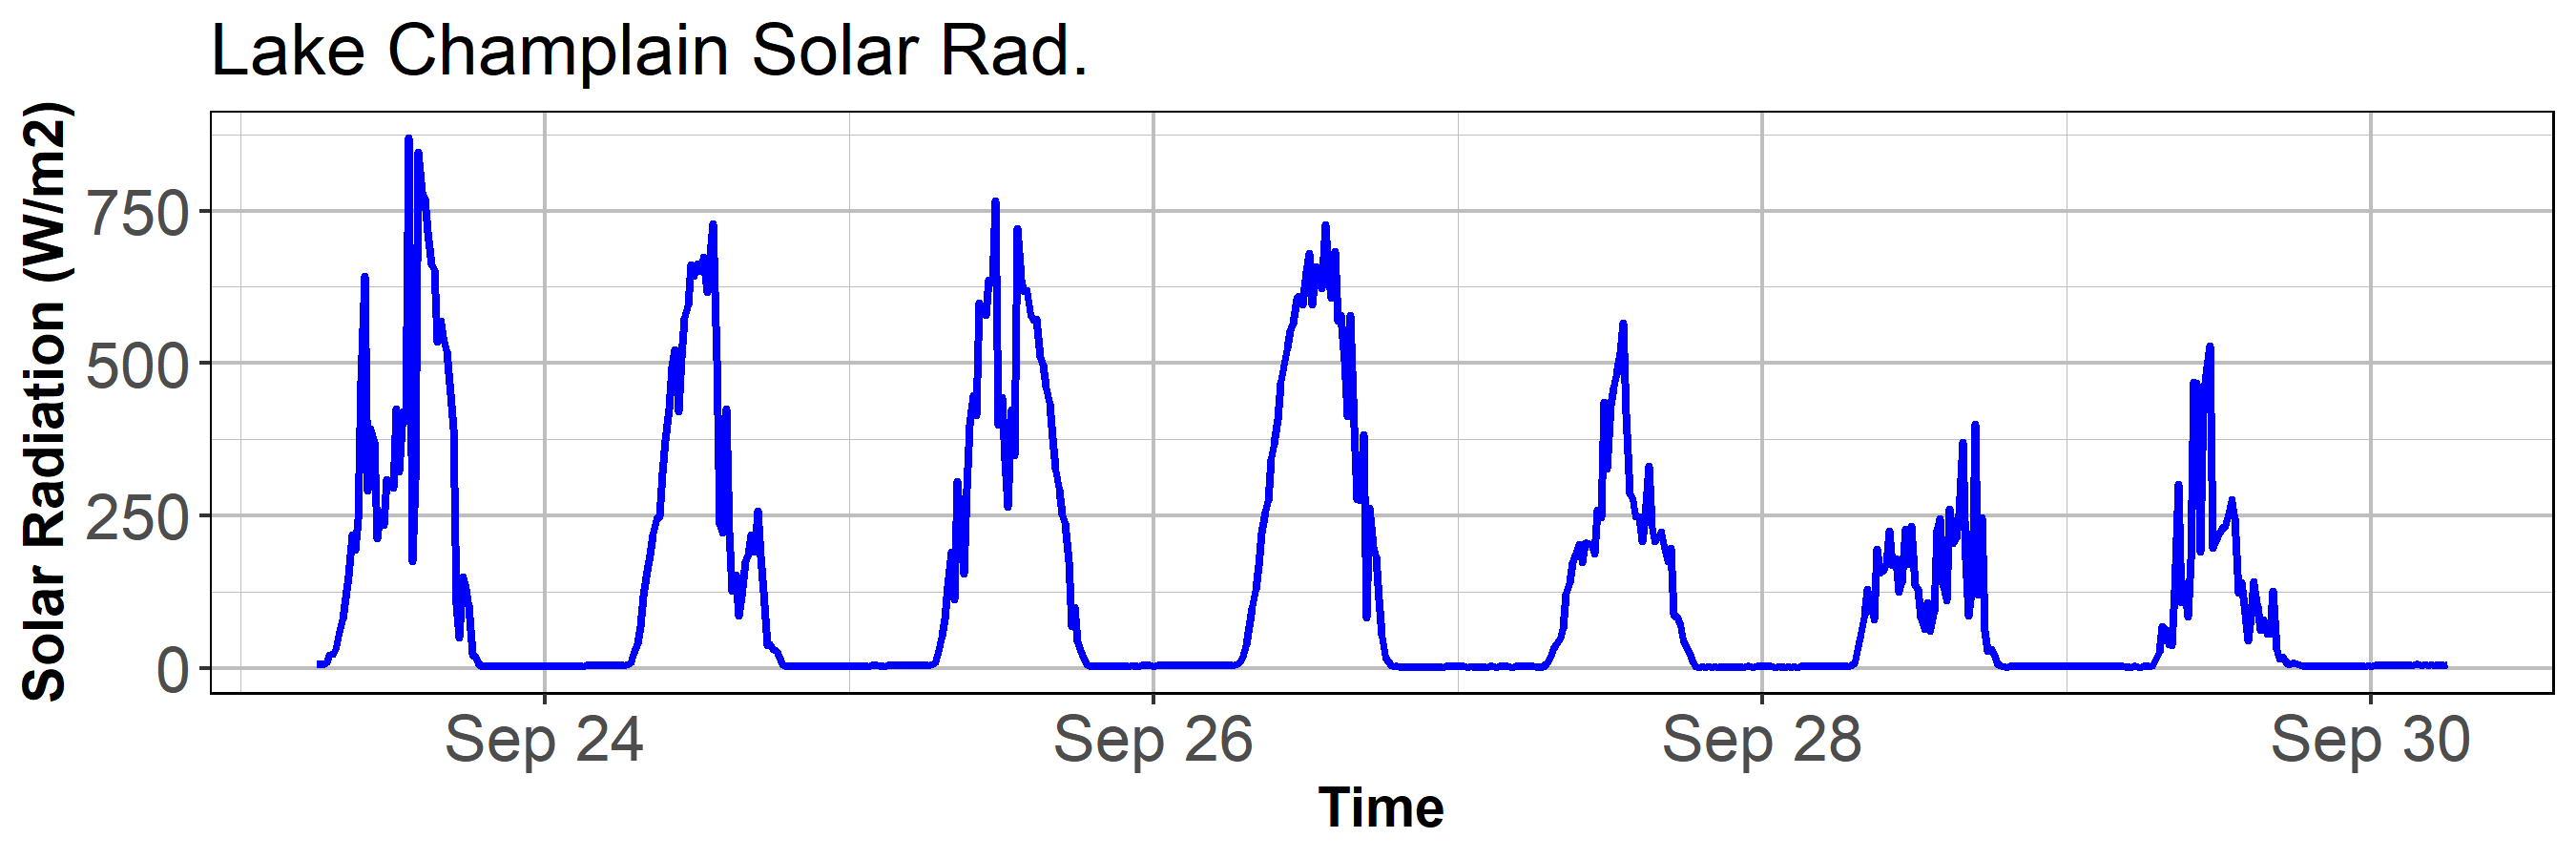 Lake Champlain Solar Rad.
Solar Radiation (W/m2)
750
500
250
0
Sep 24 Sep 26 Sep 28 Sep 30
Time